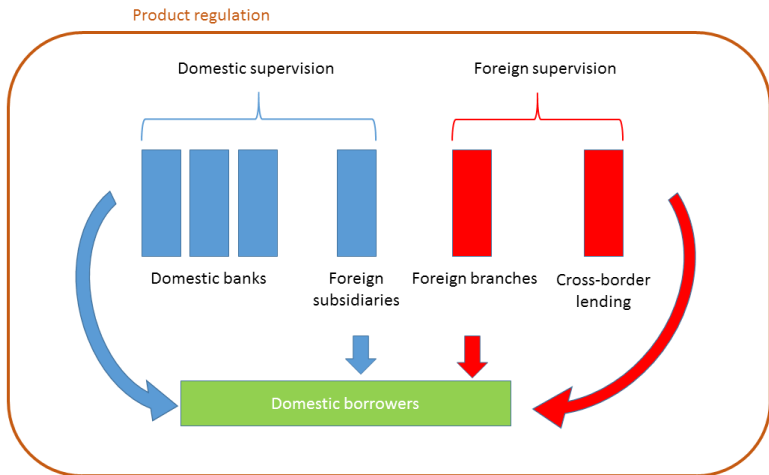 Product regulation
Domestic supervision
Foreign supervision
Domestic banks
Foreign
subsidiaries
Foreign branches
Cross-border
lending
Domestic borrowers